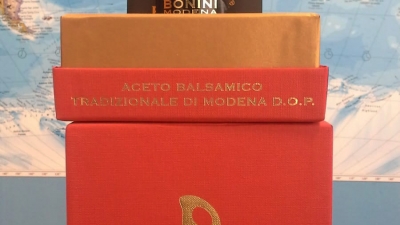 BONINI
MODENA
ACETO BALSAMICO
TRADIZIONALE DI MODENA D.O.P.